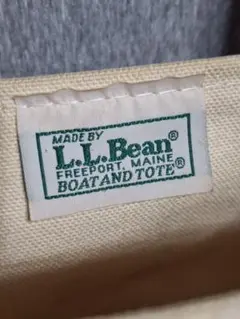 MADE BY
L.L.Bean®
FREEPORT, MAINE
BOAT AND TOTE®